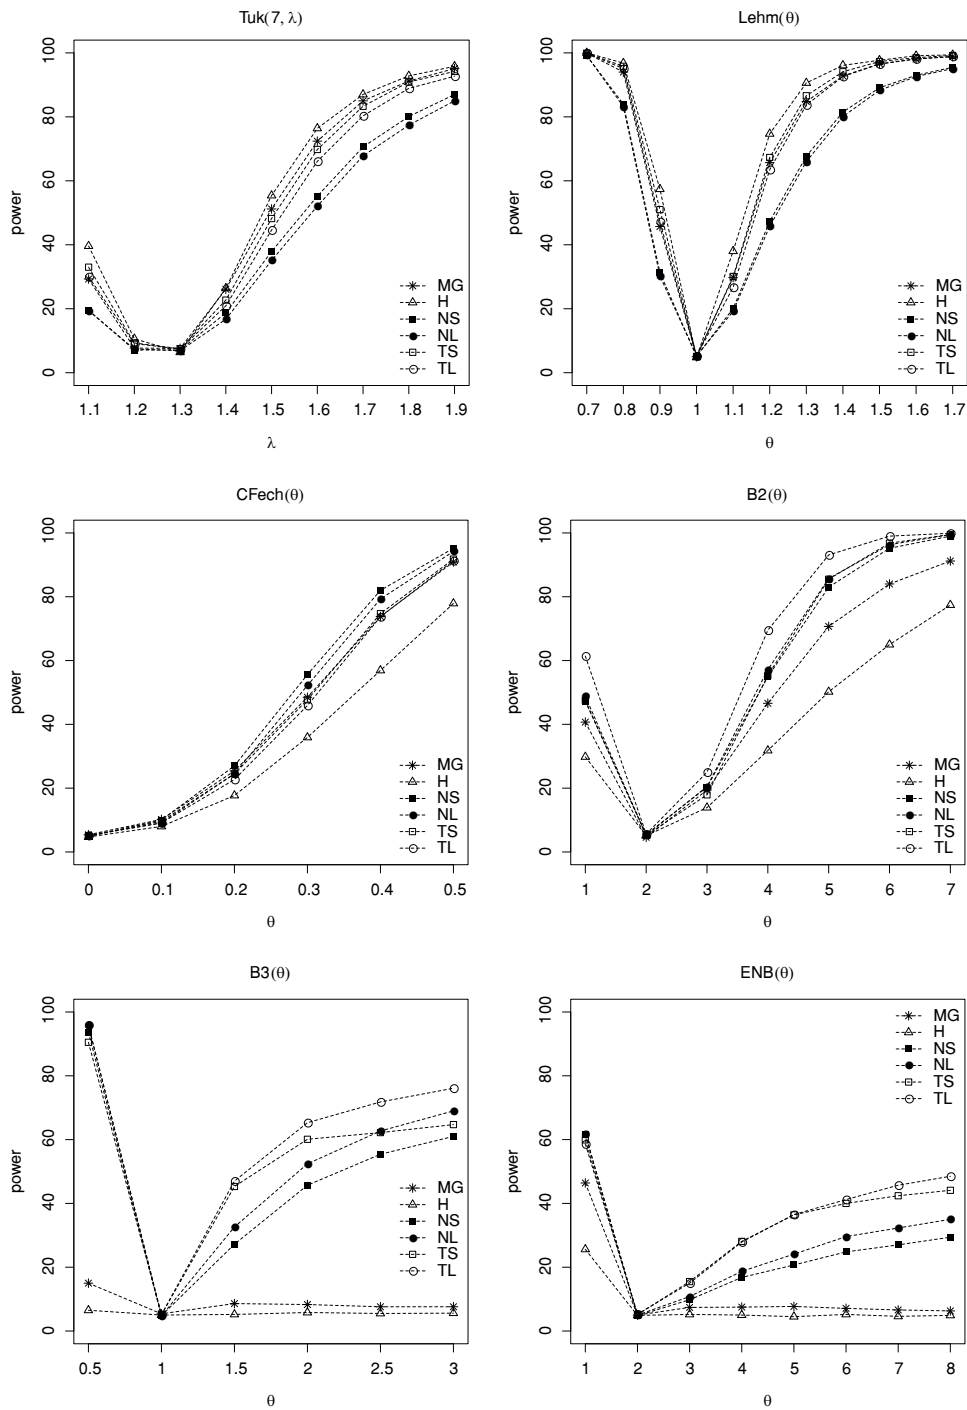 Tuk(7, λ)
power
0 20 40 60 80 100
MG
H
NS
NL
TS
TL
1.1 1.2 1.3 1.4 1.5 1.6 1.7 1.8 1.9
λ
Lehm(θ)
power
0 20 40 60 80 100
MG
H
NS
NL
TS
TL
0.7 0.8 0.9 1 1.1 1.2 1.3 1.4 1.5 1.6 1.7
θ
CFech(θ)
power
0 20 40 60 80 100
MG
H
NS
NL
TS
TL
0 0.1 0.2 0.3 0.4 0.5
θ
B2(θ)
power
0 20 40 60 80 100
MG
H
NS
NL
TS
TL
1 2 3 4 5 6 7
θ
B3(θ)
power
0 20 40 60 80 100
MG
H
NS
NL
TS
TL
0.5 1 1.5 2 2.5 3
θ
ENB(θ)
power
0 20 40 60 80 100
MG
H
NS
NL
TS
TL
1 2 3 4 5 6 7 8
θ